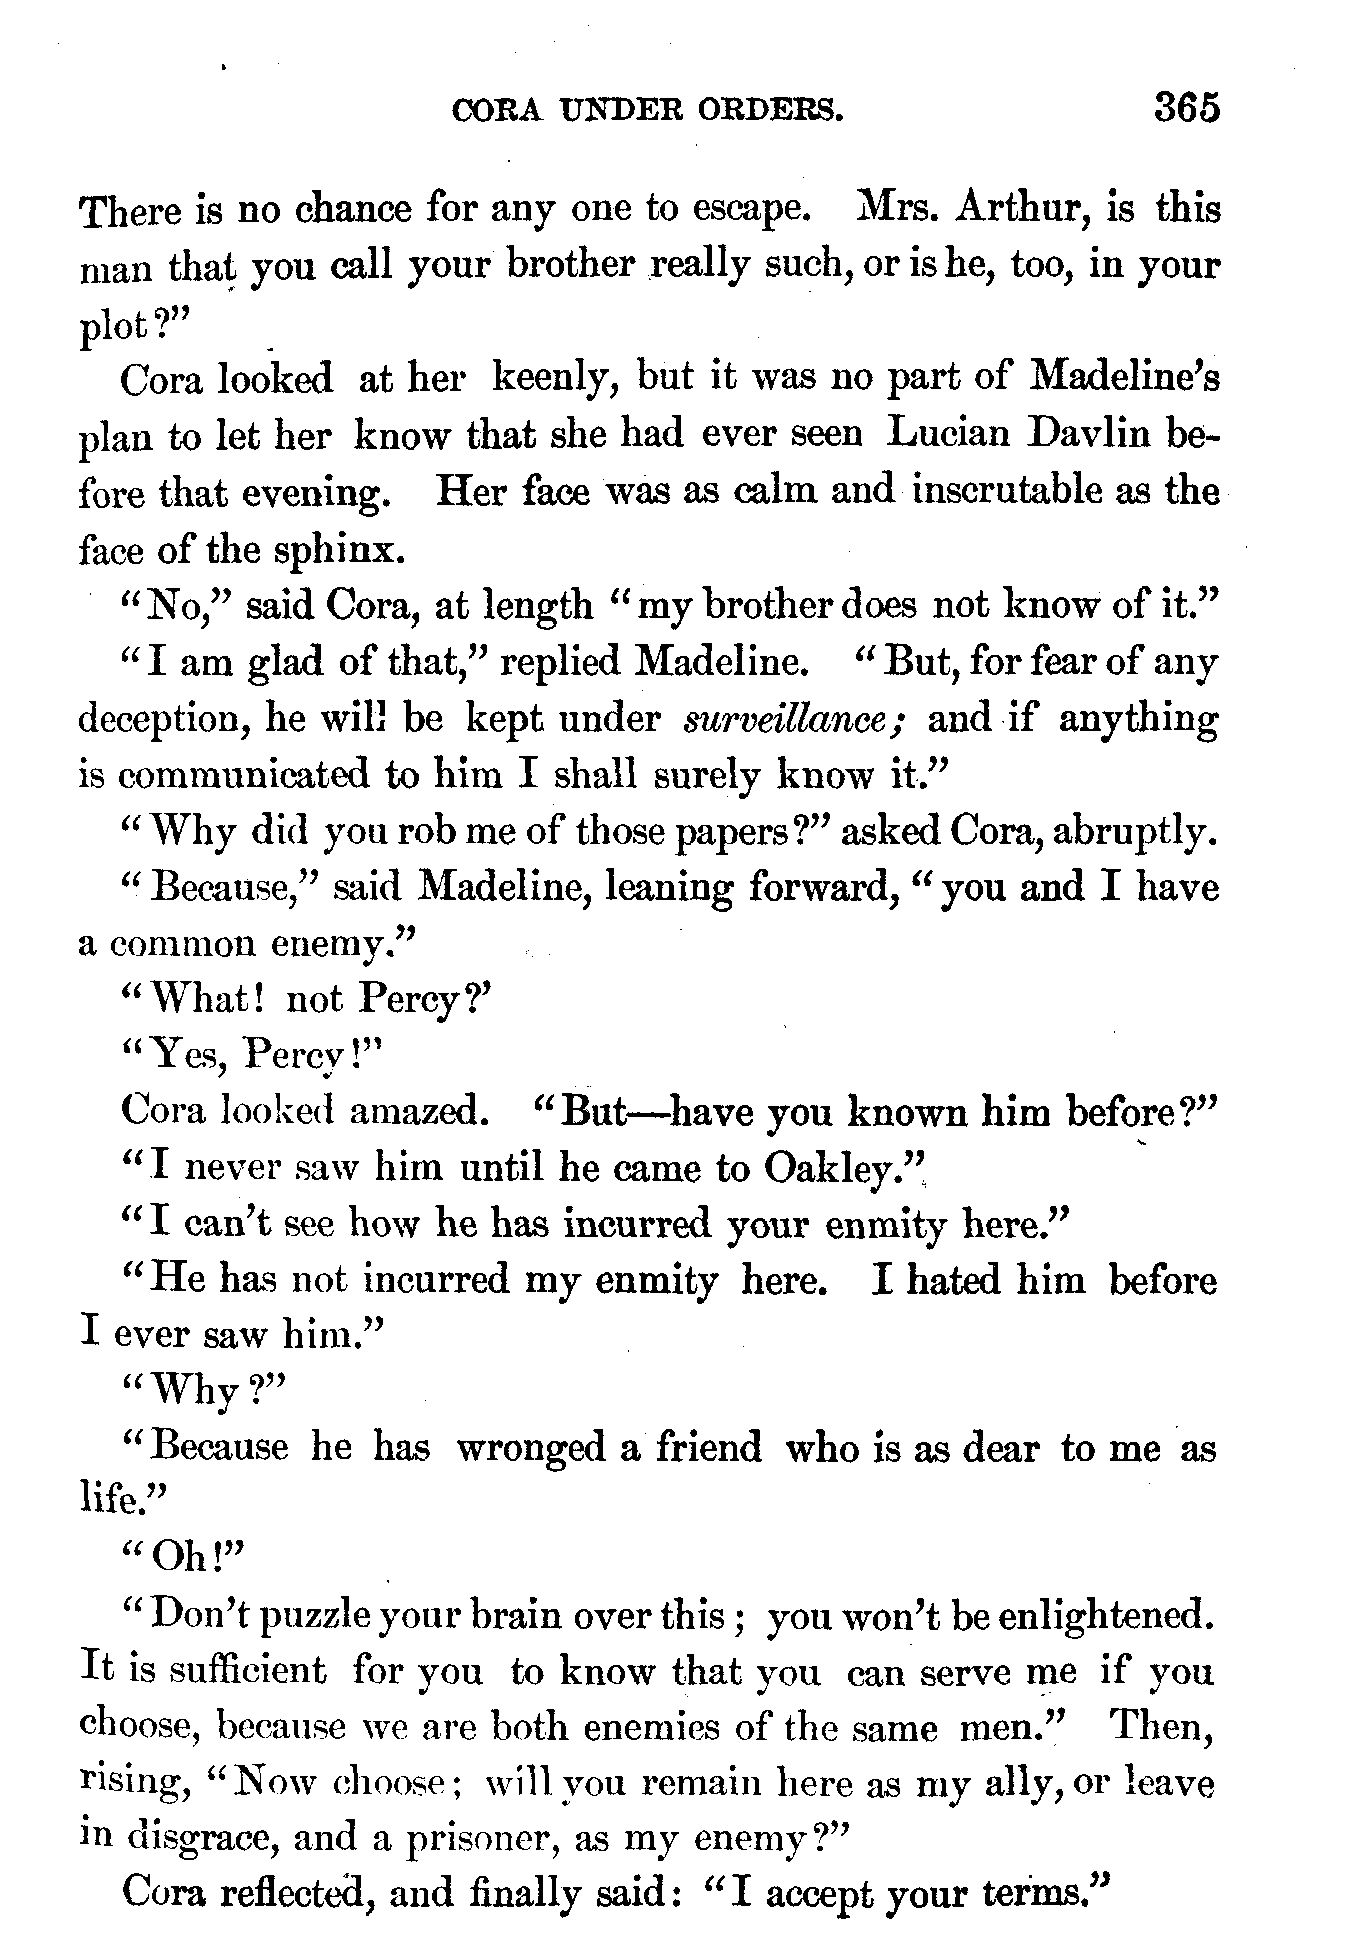 CORA UNDER ORDERS. 365
There is no chance for any one to escape. Mrs. Arthur, is this
man that you call your brother really such, or is he, too, in your
plot?”
Cora looked at her keenly, but it was no part of Madeline’s
plan to let her know that she had ever seen Lucian Davlin be-
fore that evening. Her face was as calm and inscrutable as the
face of the sphinx.
“No,” said Cora, at length “my brother does not know of it.”
“I am glad of that,” replied Madeline. “But, for fear of any
deception, he will be kept under surveillance; and if anything
is communicated to him I shall surely know it.”
“Why did you rob me of those papers?” asked Cora, abruptly.
“Because,” said Madeline, leaning forward, “you and I have
a common enemy.”
“What! not Percy?’
“Yes, Percy!”
Cora looked amazed. “But—have you known him before?”
“I never saw him until he came to Oakley.”
“I can’t see how he has incurred your enmity here.”
“He has not incurred my enmity here. I hated him before
I ever saw him.”
“Why?”
“Because he has wronged a friend who is as dear to me as
life.”
“Oh!”
“Don’t puzzle your brain over this; you won’t be enlightened.
It is sufficient for you to know that you can serve me if you
choose, because we are both enemies of the same men.” Then,
rising, “Now choose; will you remain here as my ally, or leave
in disgrace, and a prisoner, as my enemy?”
Cora reflected, and finally said: “I accept your terms.”